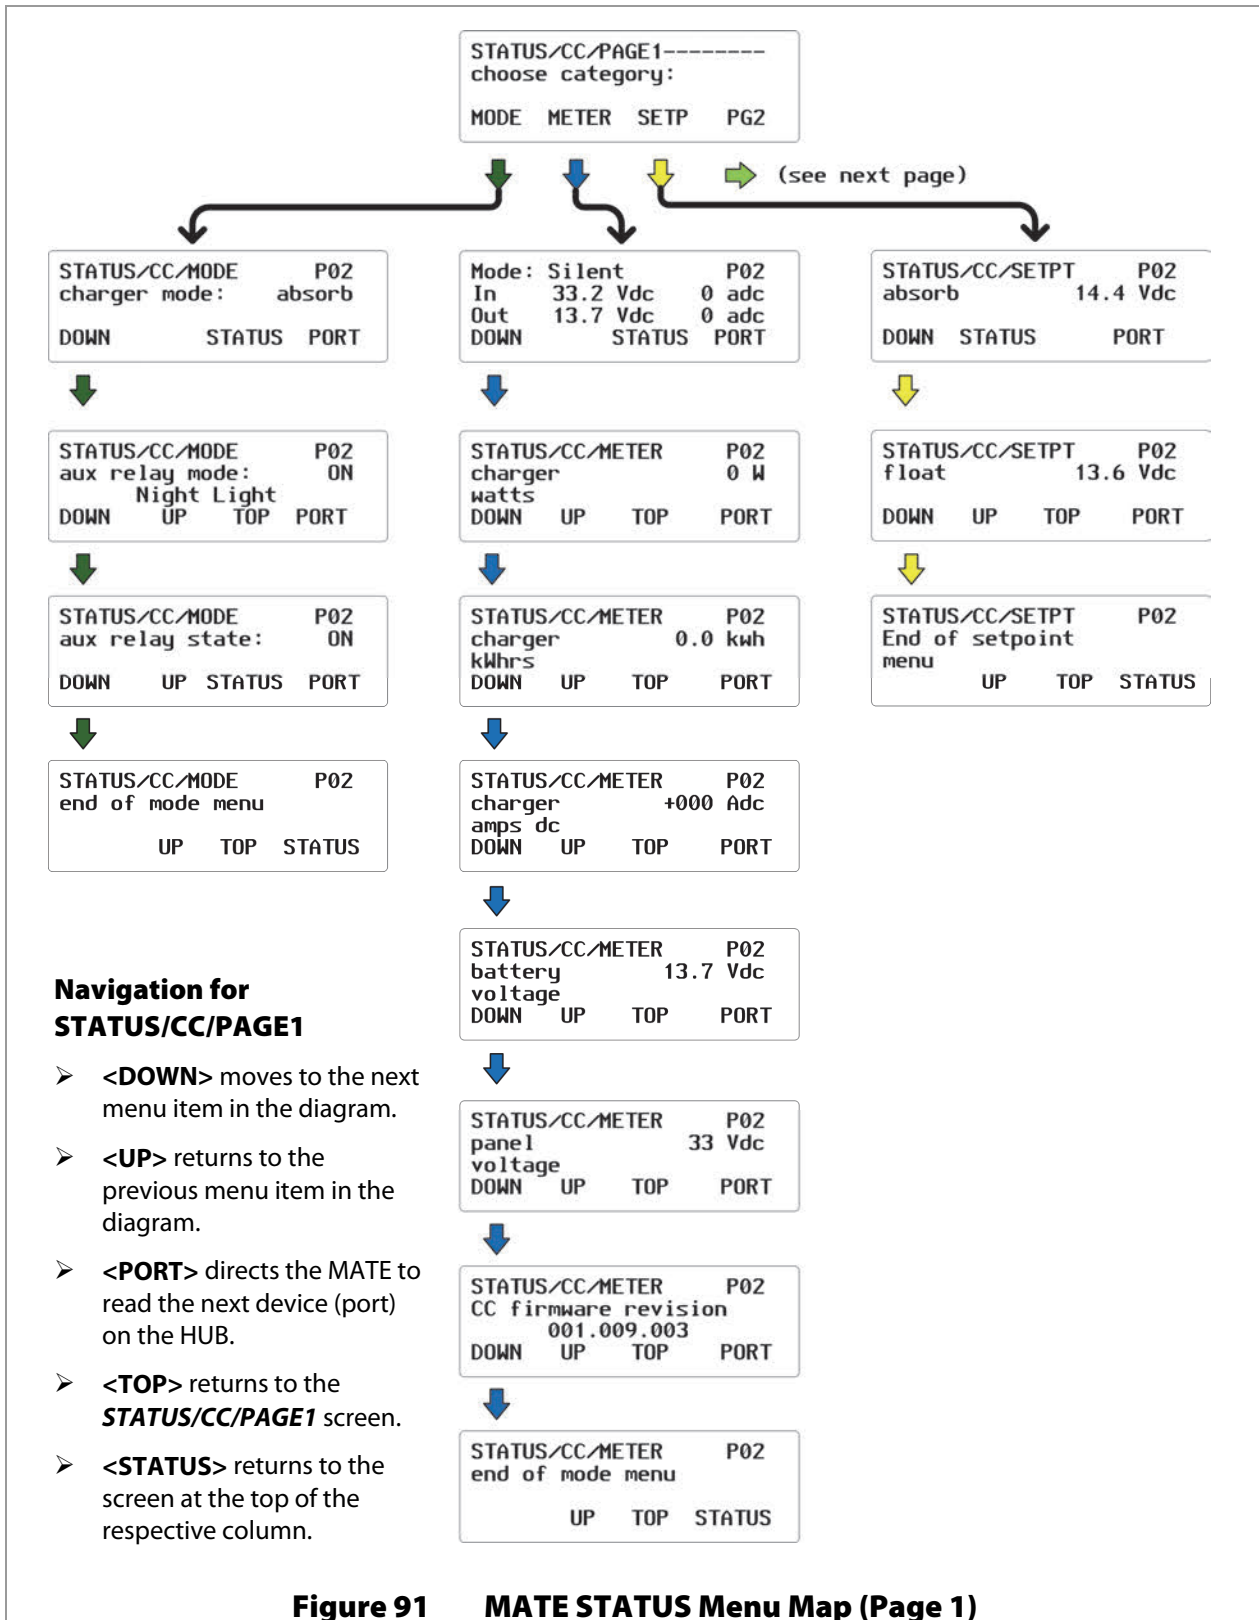 STATUS/CC/PAGE1--------
choose category:
MODE METER SETP PG2
(see next page)
STATUS/CC/MODE P02
charger mode: absorb
DOWN STATUS PORT
STATUS/CC/MODE P02
aux relay mode: ON
Night Light
DOWN UP TOP PORT
STATUS/CC/MODE P02
aux relay state: ON
DOWN UP STATUS PORT
STATUS/CC/MODE P02
end of mode menu
UP TOP STATUS
Mode: Silent P02
In 33.2 Vdc 0 adc
Out 13.7 Vdc 0 adc
DOWN STATUS PORT
STATUS/CC/METER P02
charger 0 W
watts
DOWN UP TOP PORT
STATUS/CC/METER P02
charger 0.0 kwh
kWhrs
DOWN UP TOP PORT
STATUS/CC/METER P02
charger +000 Adc
amps dc
DOWN UP TOP PORT
STATUS/CC/METER P02
battery 13.7 Vdc
voltage
DOWN UP TOP PORT
STATUS/CC/METER P02
panel 33 Vdc
voltage
DOWN UP TOP PORT
STATUS/CC/METER P02
CC firmware revision
001.009.003
DOWN UP TOP PORT
STATUS/CC/METER P02
end of mode menu
UP TOP STATUS
STATUS/CC/SETPT P02
absorb 14.4 Vdc
DOWN STATUS PORT
STATUS/CC/SETPT P02
float 13.6 Vdc
DOWN UP TOP PORT
STATUS/CC/SETPT P02
End of setpoint
menu
UP TOP STATUS
Navigation for
STATUS/CC/PAGE1
➢ <DOWN> moves to the next
menu item in the diagram.
➢ <UP> returns to the
previous menu item in the
diagram.
➢ <PORT> directs the MATE to
read the next device (port)
on the HUB.
➢ <TOP> returns to the
STATUS/CC/PAGE1 screen.
➢ <STATUS> returns to the
screen at the top of the
respective column.
Figure 91 MATE STATUS Menu Map (Page 1)